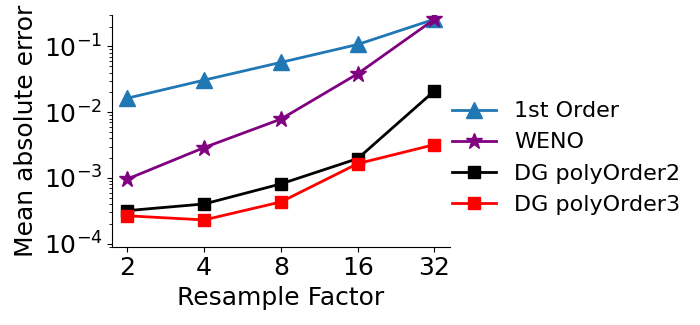 Mean absolute error
10⁻¹
10⁻²
10⁻³
10⁻⁴
2 4 8 16 32
Resample Factor
1st Order
WENO
DG polyOrder2
DG polyOrder3